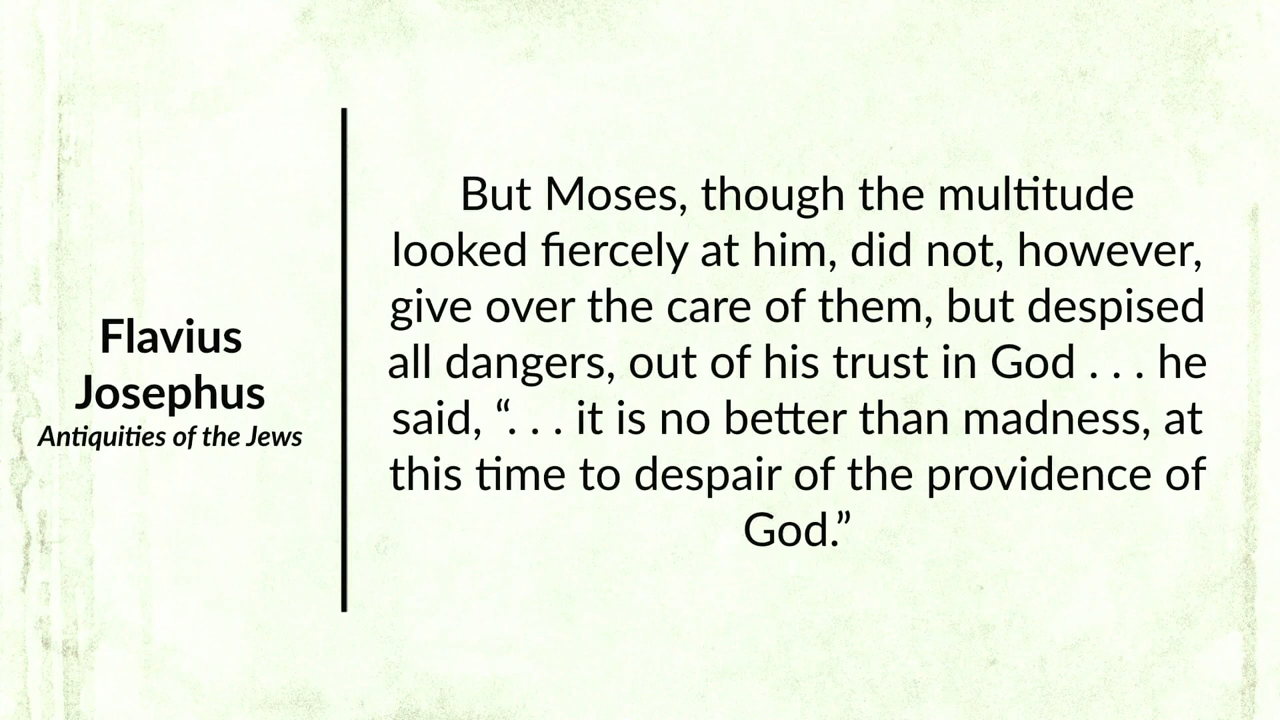 Flavius
Josephus
Antiquities of the Jews
But Moses, though the multitude
looked fiercely at him, did not, however,
give over the care of them, but despised
all dangers, out of his trust in God . . . he
said, “. . . it is no better than madness, at
this time to despair of the providence of
God.”